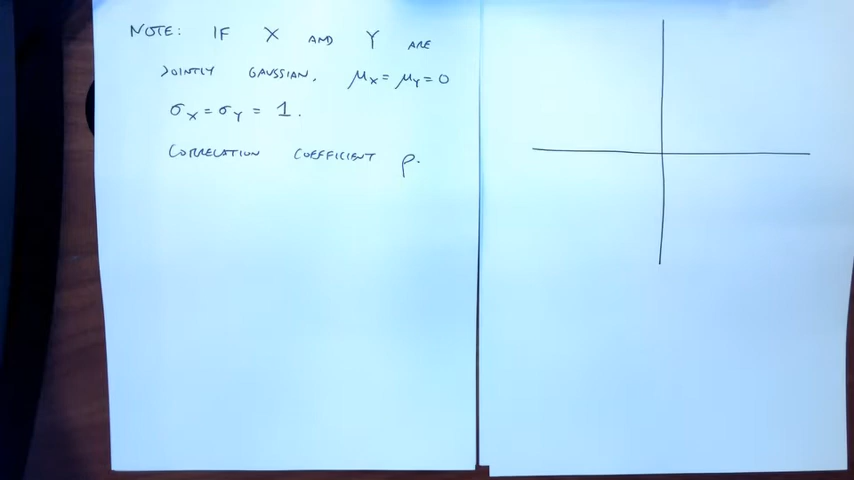 NOTE: IF X AND Y ARE
JOINTLY GAUSSIAN. μX = μY = 0
σX = σY = 1.
CORRELATION COEFFICIENT ρ.